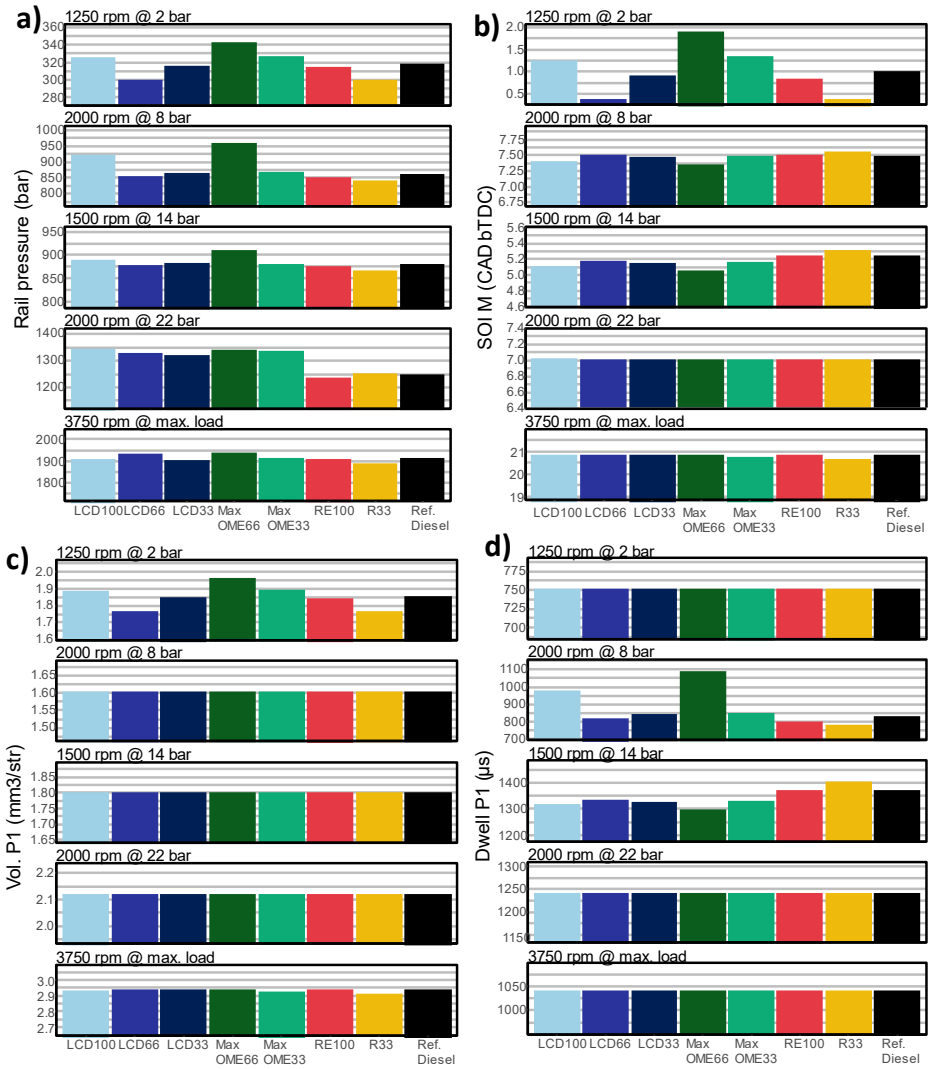 a)
1250 rpm @ 2 bar
360
340
320
300
280
2000 rpm @ 8 bar
1000
950
900
850
800
1500 rpm @ 14 bar
950
900
850
800
2000 rpm @ 22 bar
1400
1300
1200
3750 rpm @ max. load
2000
1900
1800
Rail pressure (bar)
LCD100 LCD66 LCD33 Max RE100 R33 Ref.
OME66 OME33 Diesel
b)
1250 rpm @ 2 bar
2.0
1.5
1.0
0.5
2000 rpm @ 8 bar
7.75
7.50
7.25
7.00
6.75
1500 rpm @ 14 bar
5.6
5.4
5.2
5.0
4.8
4.6
2000 rpm @ 22 bar
7.4
7.2
7.0
6.8
6.6
6.4
3750 rpm @ max. load
21
20
19
SOI M (CAD bTDC)
LCD100 LCD66 LCD33 Max Max RE100 R33 Ref.
OME66 OME33 Diesel
c)
1250 rpm @ 2 bar
2.0
1.9
1.8
1.7
1.6
2000 rpm @ 8 bar
1.60
1.55
1.50
1500 rpm @ 14 bar
1.85
1.80
1.75
1.70
1.65
2000 rpm @ 22 bar
2.2
2.1
2.0
3750 rpm @ max. load
3.0
2.9
2.8
2.7
Vol. P1 (mm3/str)
LCD100 LCD66 LCD33 Max Max RE100 R33 Ref.
OME66 OME33 Diesel
d)
1250 rpm @ 2 bar
775
750
725
700
2000 rpm @ 8 bar
1100
1000
900
800
700
1500 rpm @ 14 bar
1400
1300
1200
2000 rpm @ 22 bar
1300
1250
1200
1150
3750 rpm @ max. load
1050
1000
Dwell P1 (µs)
LCD100 LCD66 LCD33 Max Max RE100 R33 Ref.
OME66 OME33 Diesel